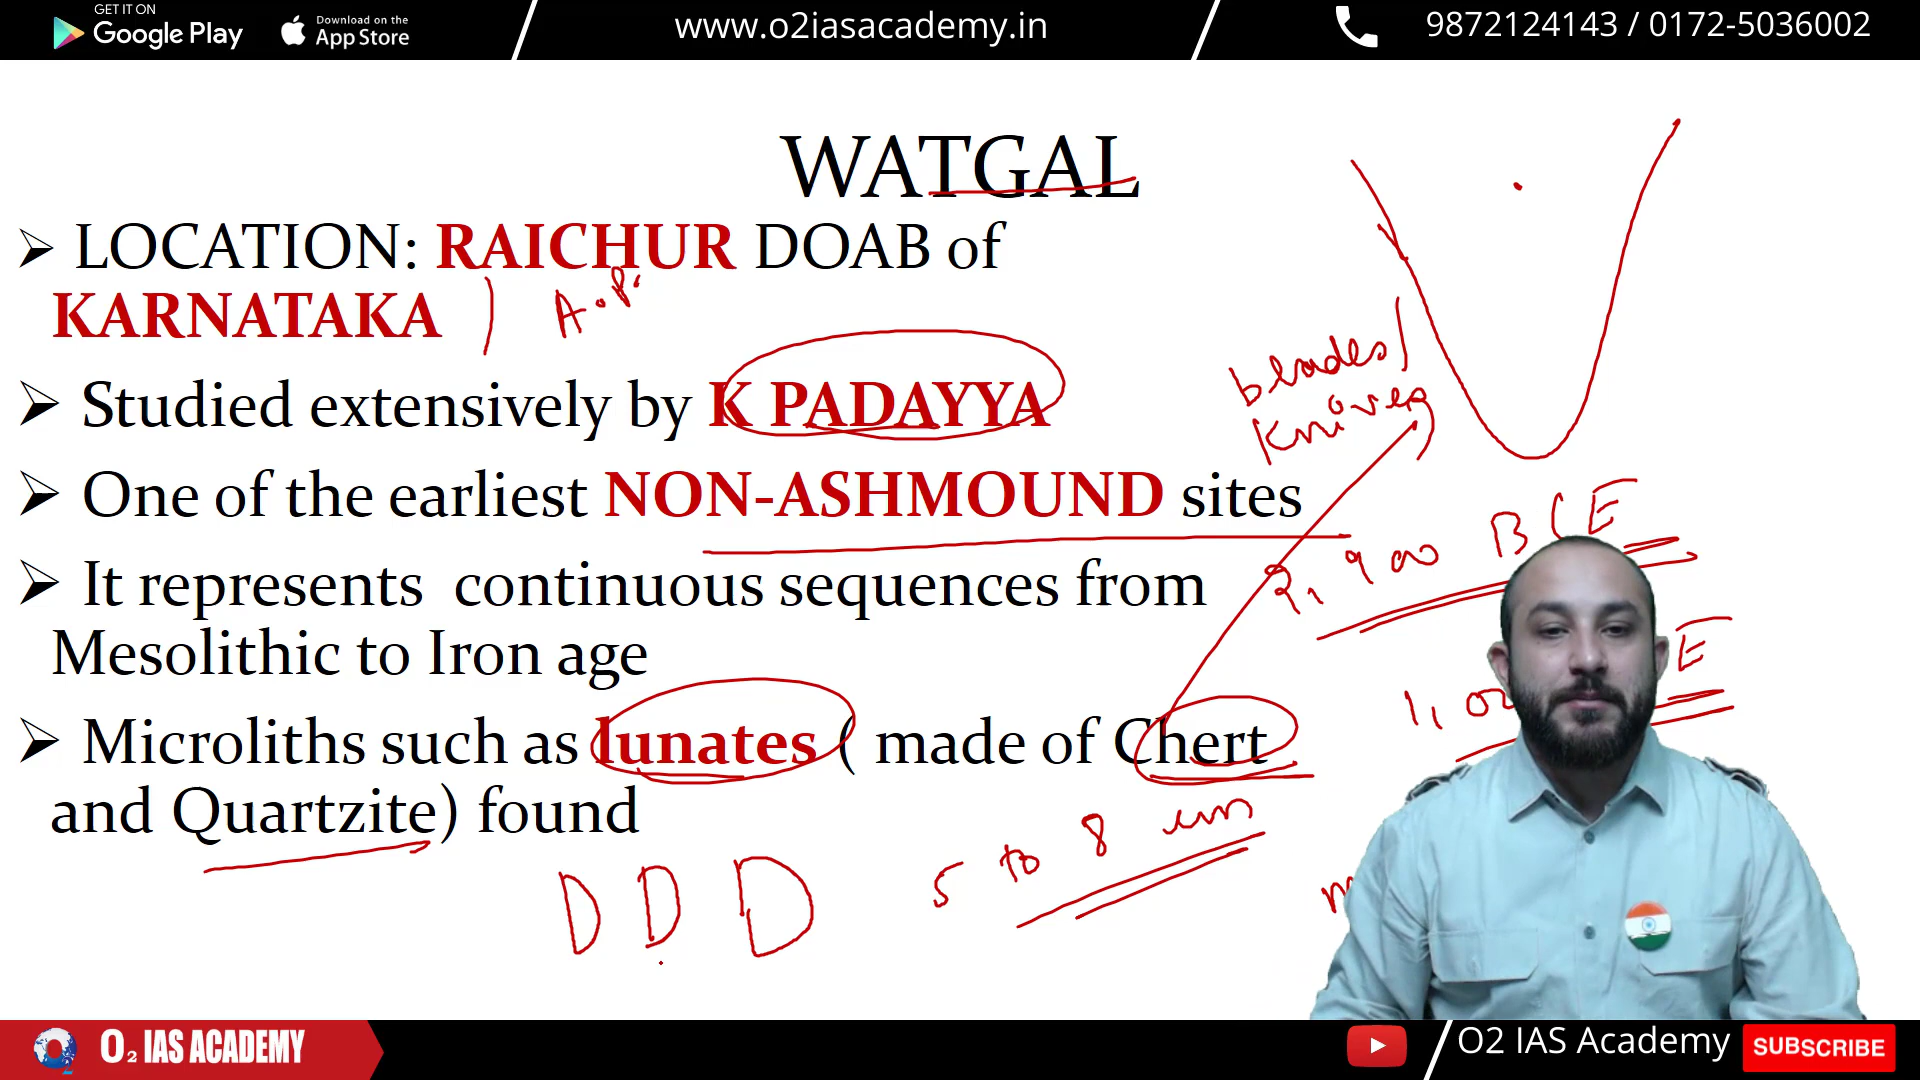 GET IT ON
Google Play
Download on the
App Store
www.o2iasacademy.in
9872124143 / 0172-5036002
WATGAL
➢ LOCATION: RAICHUR DOAB of
KARNATAKA
A.P.
➢ Studied extensively by K PADAYYA
blades
knives
➢ One of the earliest NON-ASHMOUND sites
BCE
➢ It represents  continuous sequences from
Mesolithic to Iron age
E
➢ Microliths such as lunates ( made of Chert
and Quartzite) found
5 to 8 cm
D D D
O2 IAS ACADEMY
O2 IAS Academy
SUBSCRIBE